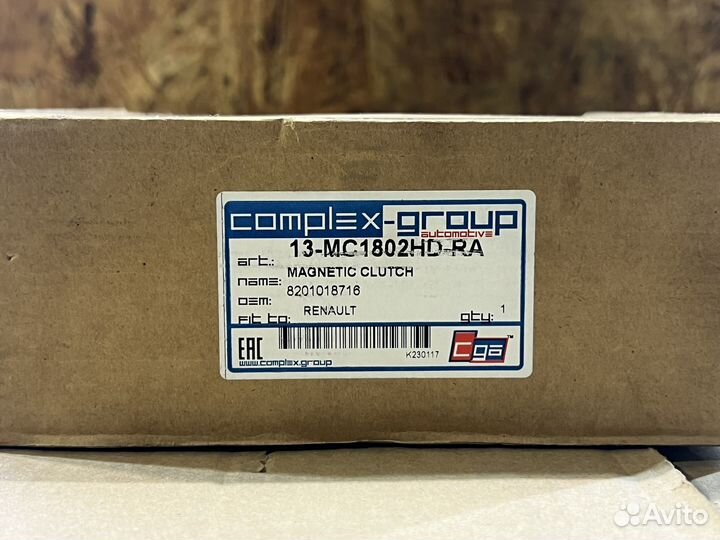 complex-group
automotive
art.: 13-MC1802HD-RA
name: MAGNETIC CLUTCH
oem: 8201018716
Fit to: RENAULT qty: 1
EAC K230117 cga™
www.complex.group
Avito